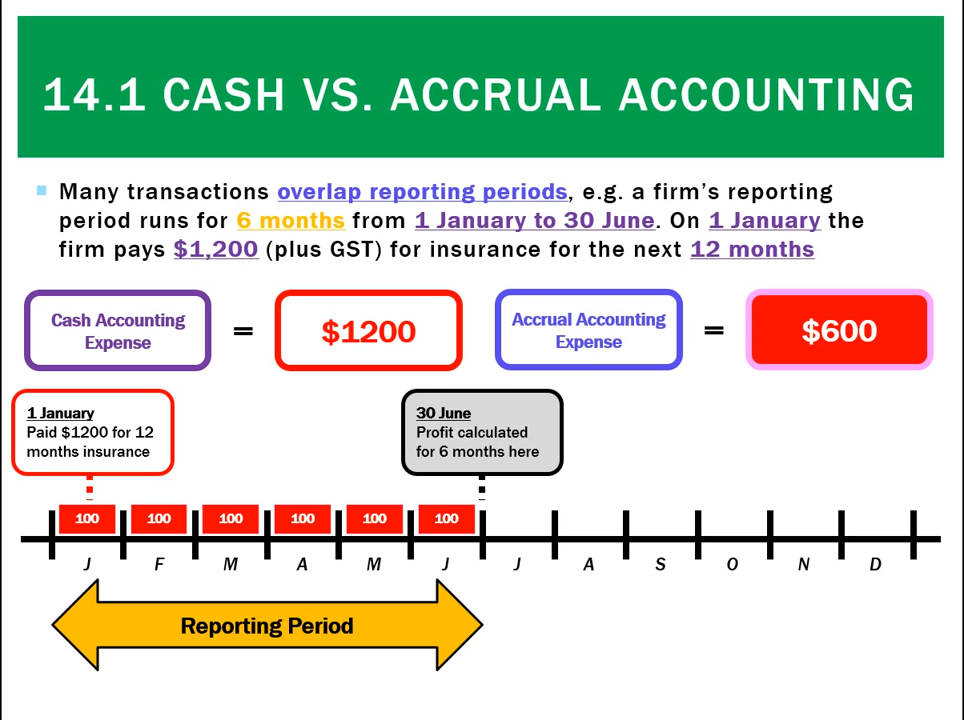 14.1 CASH VS. ACCRUAL ACCOUNTING
Many transactions overlap reporting periods, e.g. a firm's reporting
period runs for 6 months from 1 January to 30 June. On 1 January the
firm pays $1,200 (plus GST) for insurance for the next 12 months
Cash Accounting
Expense
=
$1200
Accrual Accounting
Expense
=
$600
1 January
Paid $1200 for 12
months insurance
30 June
Profit calculated
for 6 months here
100 100 100 100 100 100
J F M A M J J A S O N D
Reporting Period